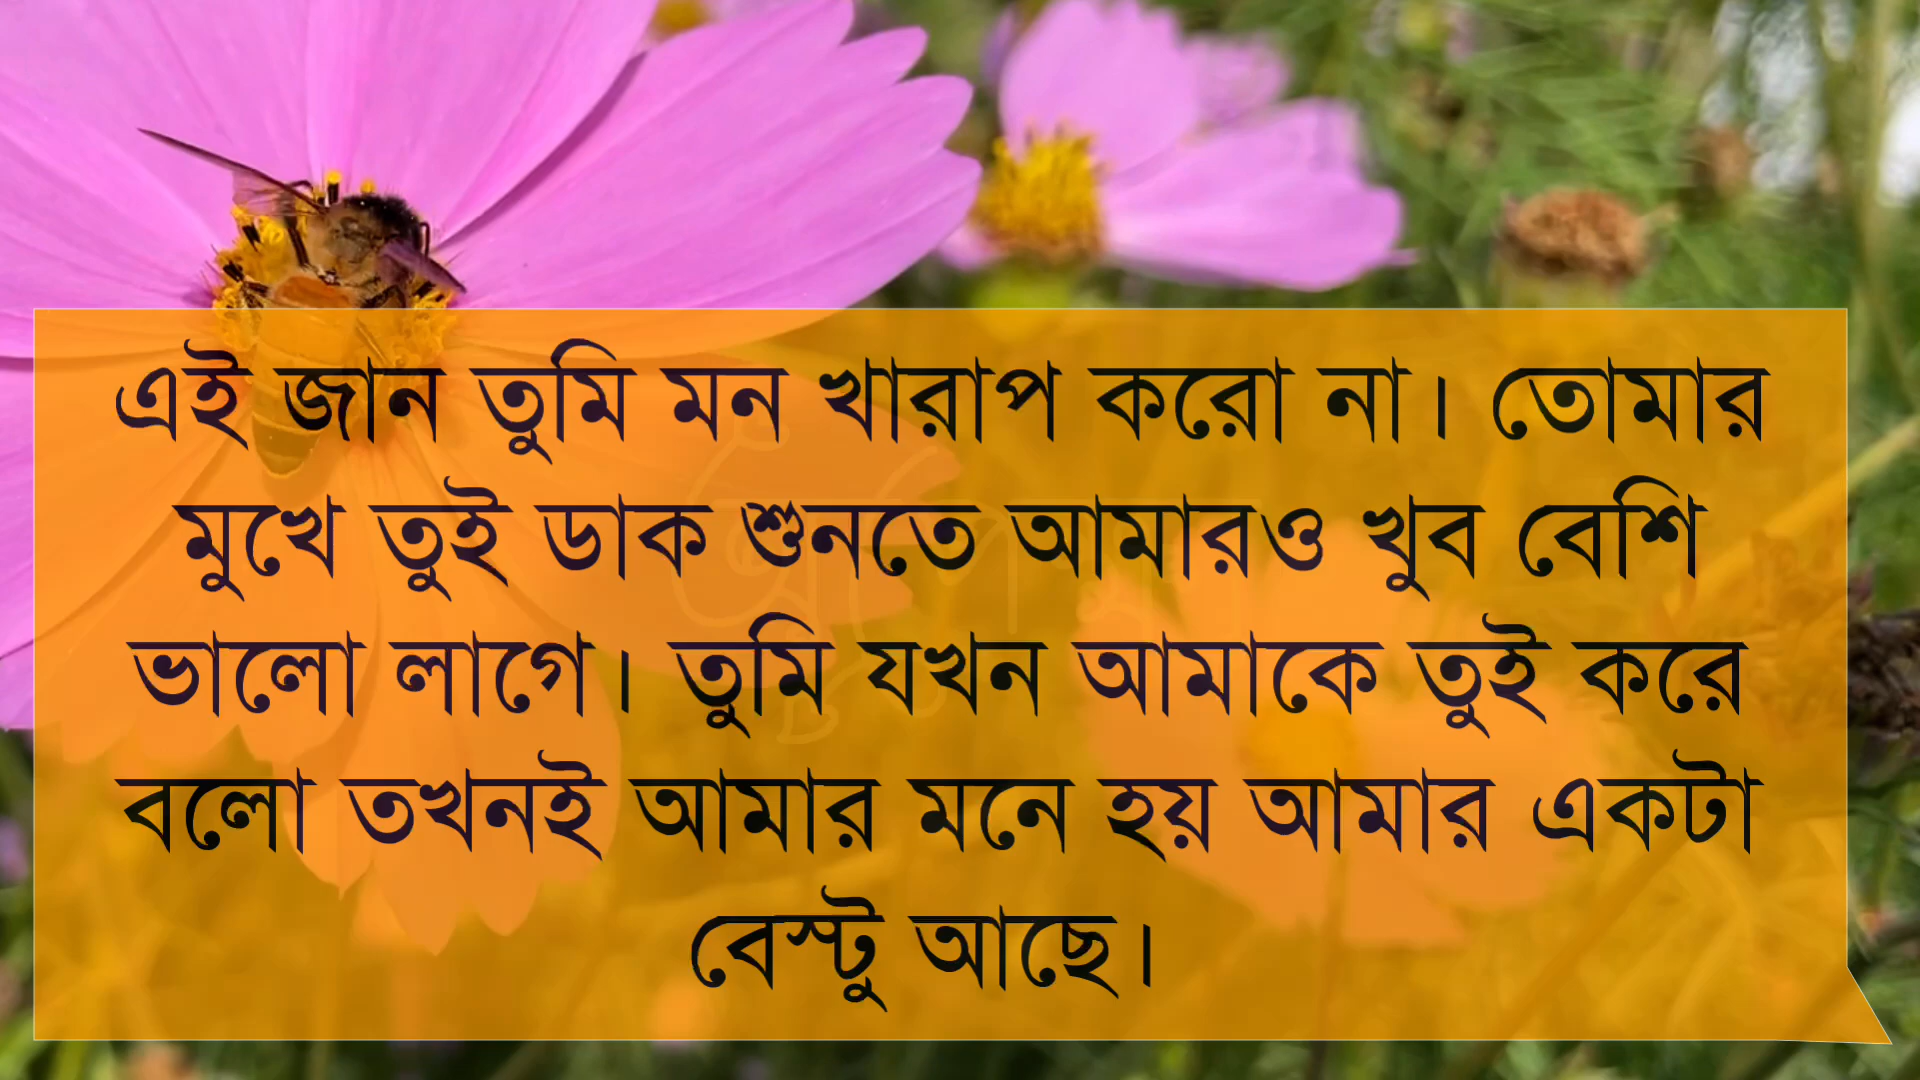 এই জান তুমি মন খারাপ করো না। তোমার
মুখে তুই ডাক শুনতে আমারও খুব বেশি
ভালো লাগে। তুমি যখন আমাকে তুই করে
বলো তখনই আমার মনে হয় আমার একটা
বেস্টু আছে।